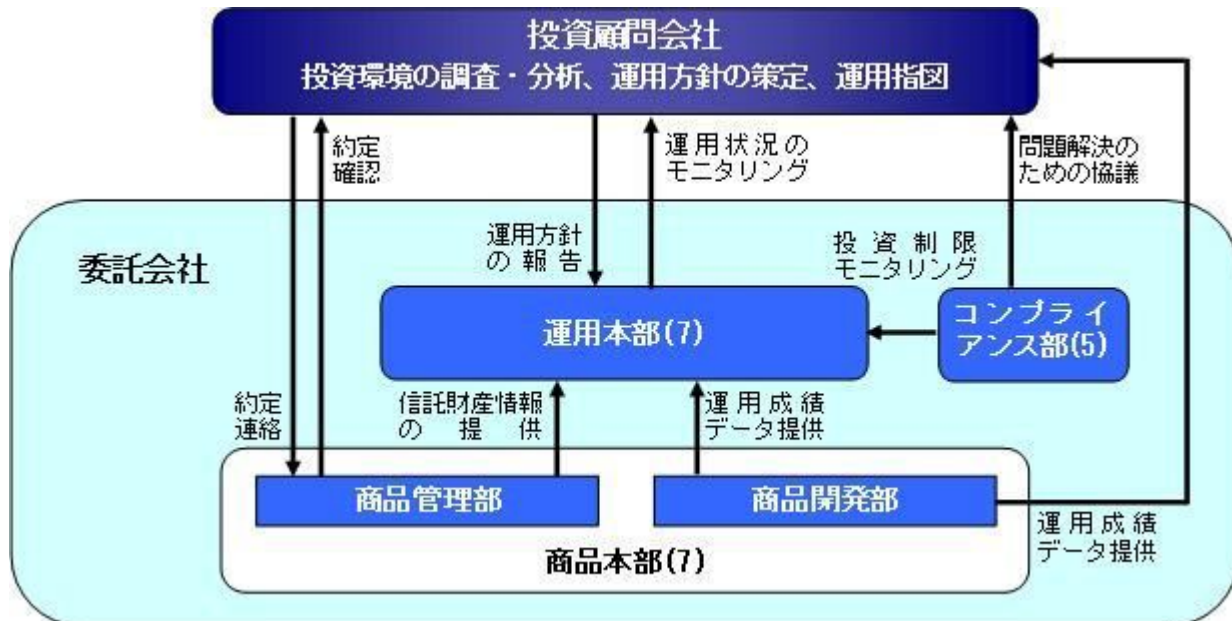 投資顧問会社
投資環境の調査・分析、運用方針の策定、運用指図
約定
確認
運用状況の
モニタリング
問題解決の
ための協議
委託会社
運用方針
の報告
投資制限
モニタリング
運用本部(7)
コンプライ
アンス部(5)
約定
連絡
信託財産情報
の提供
運用成績
データ提供
商品管理部
商品開発部
運用成績
データ提供
商品本部(7)